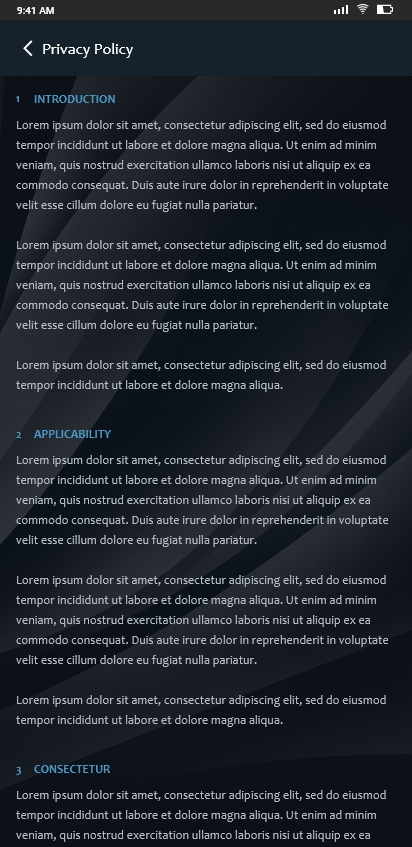 9:41 AM
Privacy Policy
1 INTRODUCTION
Lorem ipsum dolor sit amet, consectetur adipiscing elit, sed do eiusmod
tempor incididunt ut labore et dolore magna aliqua. Ut enim ad minim
veniam, quis nostrud exercitation ullamco laboris nisi ut aliquip ex ea
commodo consequat. Duis aute irure dolor in reprehenderit in voluptate
velit esse cillum dolore eu fugiat nulla pariatur.
Lorem ipsum dolor sit amet, consectetur adipiscing elit, sed do eiusmod
tempor incididunt ut labore et dolore magna aliqua. Ut enim ad minim
veniam, quis nostrud exercitation ullamco laboris nisi ut aliquip ex ea
commodo consequat. Duis aute irure dolor in reprehenderit in voluptate
velit esse cillum dolore eu fugiat nulla pariatur.
Lorem ipsum dolor sit amet, consectetur adipiscing elit, sed do eiusmod
tempor incididunt ut labore et dolore magna aliqua.
2 APPLICABILITY
Lorem ipsum dolor sit amet, consectetur adipiscing elit, sed do eiusmod
tempor incididunt ut labore et dolore magna aliqua. Ut enim ad minim
veniam, quis nostrud exercitation ullamco laboris nisi ut aliquip ex ea
commodo consequat. Duis aute irure dolor in reprehenderit in voluptate
velit esse cillum dolore eu fugiat nulla pariatur.
Lorem ipsum dolor sit amet, consectetur adipiscing elit, sed do eiusmod
tempor incididunt ut labore et dolore magna aliqua. Ut enim ad minim
veniam, quis nostrud exercitation ullamco laboris nisi ut aliquip ex ea
commodo consequat. Duis aute irure dolor in reprehenderit in voluptate
velit esse cillum dolore eu fugiat nulla pariatur.
Lorem ipsum dolor sit amet, consectetur adipiscing elit, sed do eiusmod
tempor incididunt ut labore et dolore magna aliqua.
3 CONSECTETUR
Lorem ipsum dolor sit amet, consectetur adipiscing elit, sed do eiusmod
tempor incididunt ut labore et dolore magna aliqua. Ut enim ad minim
veniam, quis nostrud exercitation ullamco laboris nisi ut aliquip ex ea